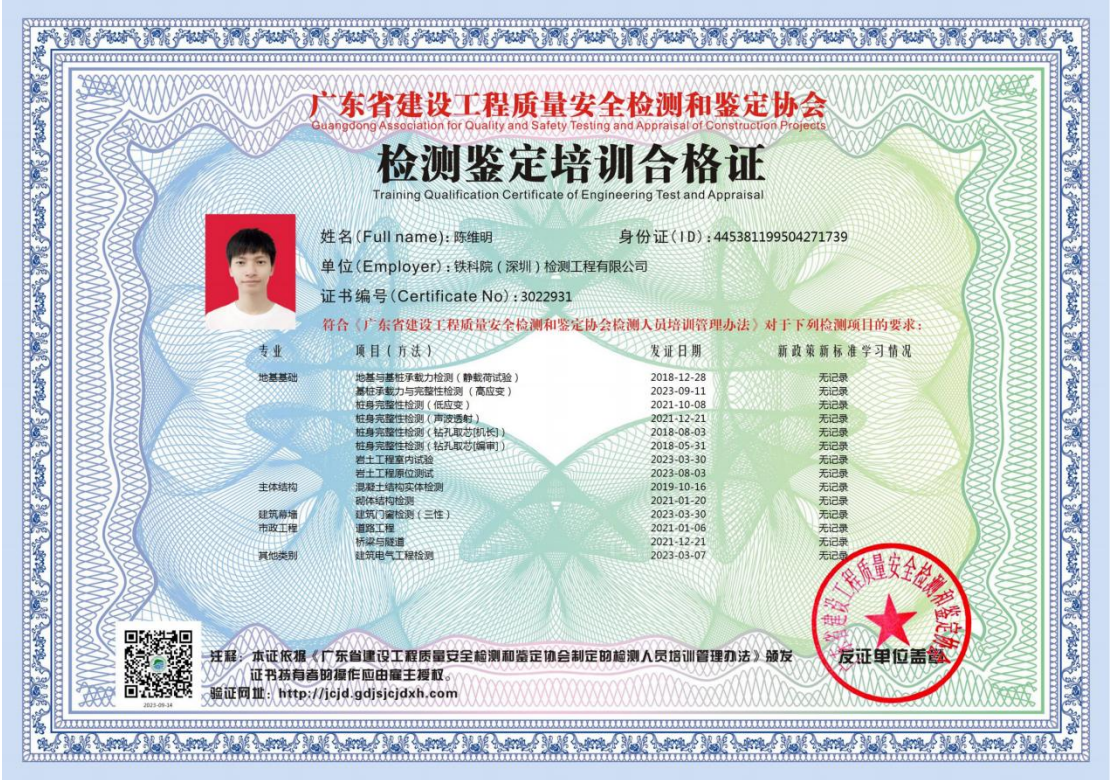 广东省建设工程质量安全检测和鉴定协会
Guangdong Association for Quality and Safety Testing and Appraisal of Construction Projects
检测鉴定培训合格证
Training Qualification Certificate of Engineering Test and Appraisal
姓名(Full name): 陈维明 身份证(ID): 445381199504271739
单位(Employer): 铁科院(深圳)检测工程有限公司
证书编号(Certificate No): 3022931
符合《广东省建设工程质量安全检测和鉴定协会检测人员培训管理办法》对于下列检测项目的要求:
专业 项目(方法) 发证日期 新政策新标准学习情况
地基基础 地基与基桩承载力检测(静载荷试验) 2018-12-28 无记录
基桩承载力与完整性检测(高应变) 2023-09-11 无记录
桩身完整性检测(低应变) 2021-10-08 无记录
桩身完整性检测(声波透射) 2021-12-21 无记录
桩身完整性检测(钻孔取芯[机长]) 2018-08-03 无记录
桩身完整性检测(钻孔取芯[编审]) 2018-05-31 无记录
岩土工程室内试验 2023-03-30 无记录
岩土工程原位测试 2023-08-03 无记录
主体结构 混凝土结构实体检测 2019-10-16 无记录
砌体结构检测 2021-01-20 无记录
建筑幕墙 建筑门窗检测(三性) 2023-03-30 无记录
市政工程 道路工程 2021-01-06 无记录
桥梁与隧道 2021-12-21 无记录
其他类别 建筑电气工程检测 2023-03-07 无记录
广东省建设工程质量安全检测和鉴定协会
发证单位盖章
注释: 本证依据《广东省建设工程质量安全检测和鉴定协会制定的检测人员培训管理办法》颁发
证书持有者的操作应由雇主授权。
验证网址: http://jcjd.gdjsjcjdxh.com
2023-09-14